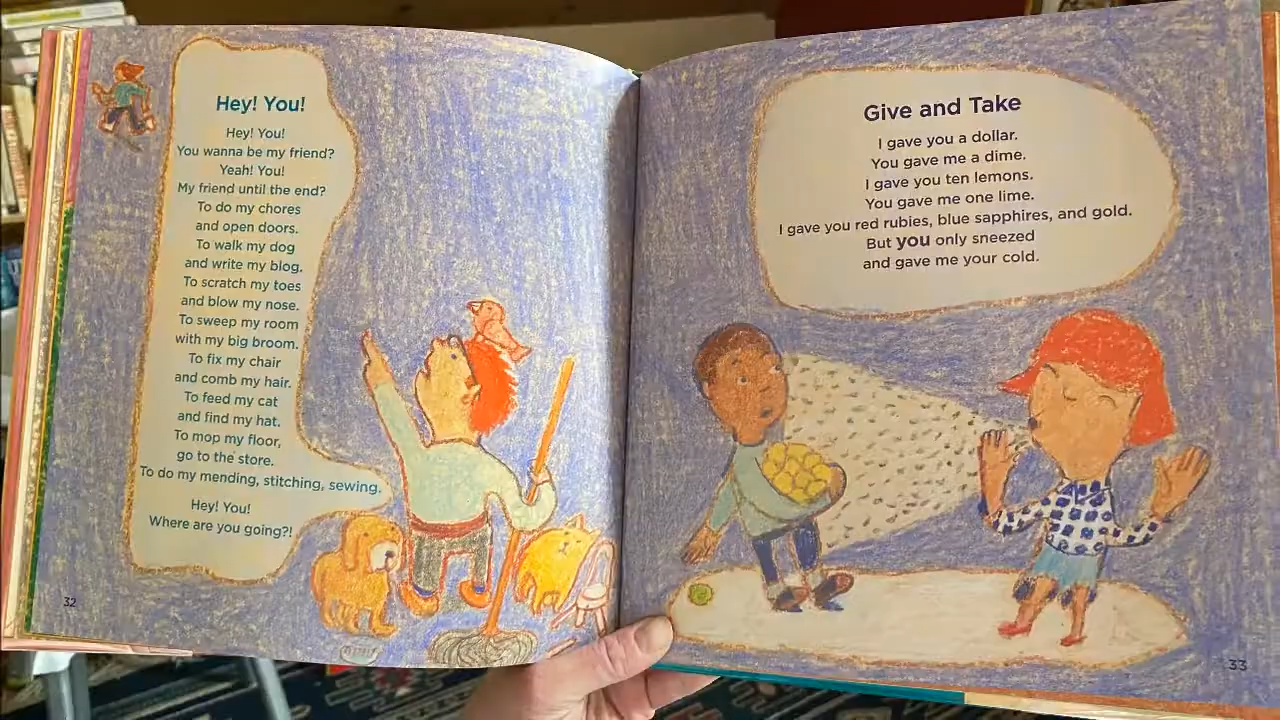 Hey! You!
Hey! You!
You wanna be my friend?
Yeah! You!
My friend until the end?
To do my chores
and open doors.
To walk my dog
and write my blog.
To scratch my toes
and blow my nose.
To sweep my room
with my big broom.
To fix my chair
and comb my hair.
To feed my cat
and find my hat.
To mop my floor,
go to the store.
To do my mending, stitching, sewing.
Hey! You!
Where are you going?!
32
Give and Take
I gave you a dollar.
You gave me a dime.
I gave you ten lemons.
You gave me one lime.
I gave you red rubies, blue sapphires, and gold.
But you only sneezed
and gave me your cold.
33